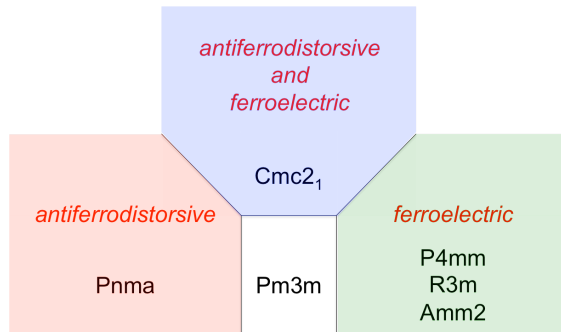 antiferrodistorsive
and
ferroelectric
Cmc2₁
antiferrodistorsive
ferroelectric
Pnma
Pm3m
P4mm
R3m
Amm2